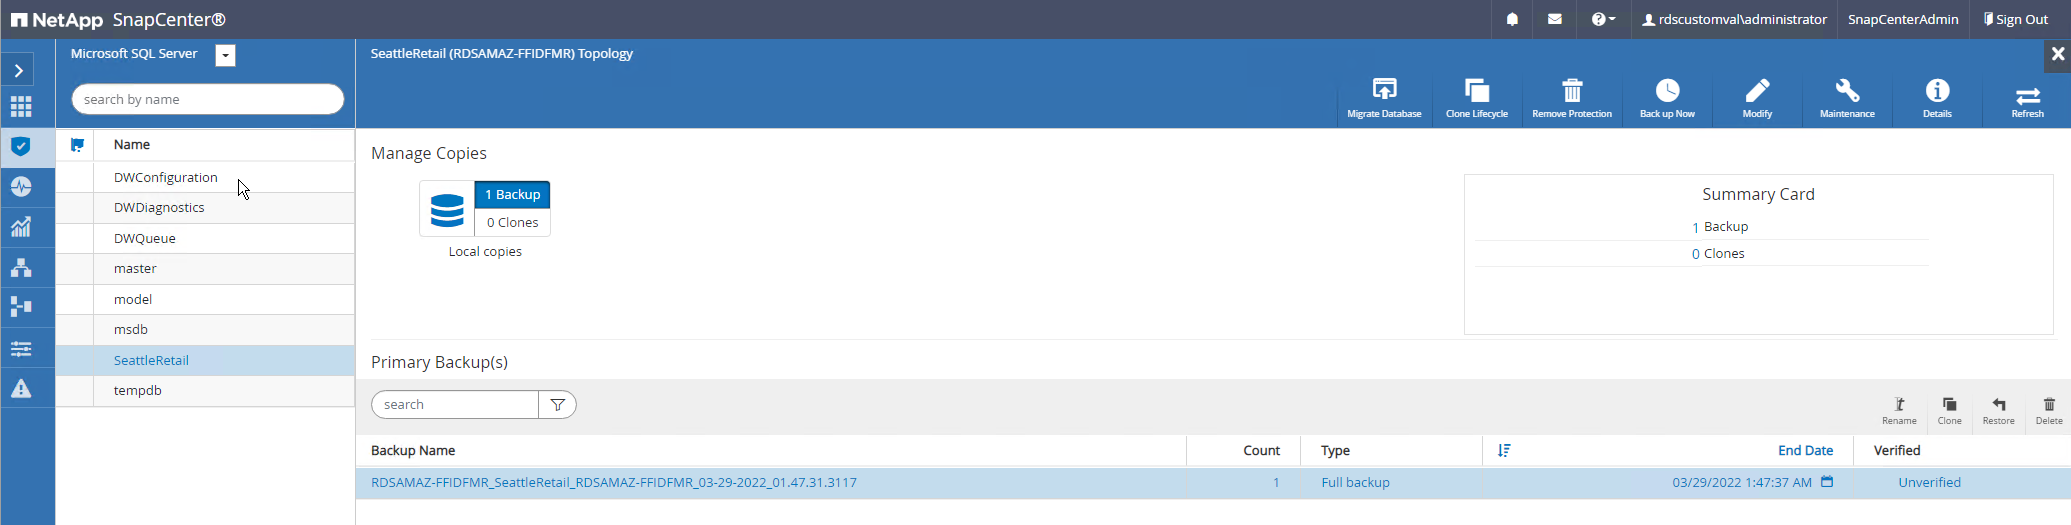 NetApp SnapCenter®
rdscustomval\administrator SnapCenterAdmin Sign Out
Microsoft SQL Server
search by name
Name
DWConfiguration
DWDiagnostics
DWQueue
master
model
msdb
SeattleRetail
tempdb
SeattleRetail (RDSAMAZ-FFIDFMR) Topology
Migrate Database Clone Lifecycle Remove Protection Back up Now Modify Maintenance Details Refresh
Manage Copies
1 Backup
0 Clones
Local copies
Summary Card
1 Backup
0 Clones
Primary Backup(s)
search
Rename Clone Restore Delete
Backup Name Count Type End Date Verified
RDSAMAZ-FFIDFMR_SeattleRetail_RDSAMAZ-FFIDFMR_03-29-2022_01.47.31.3117 1 Full backup 03/29/2022 1:47:37 AM Unverified